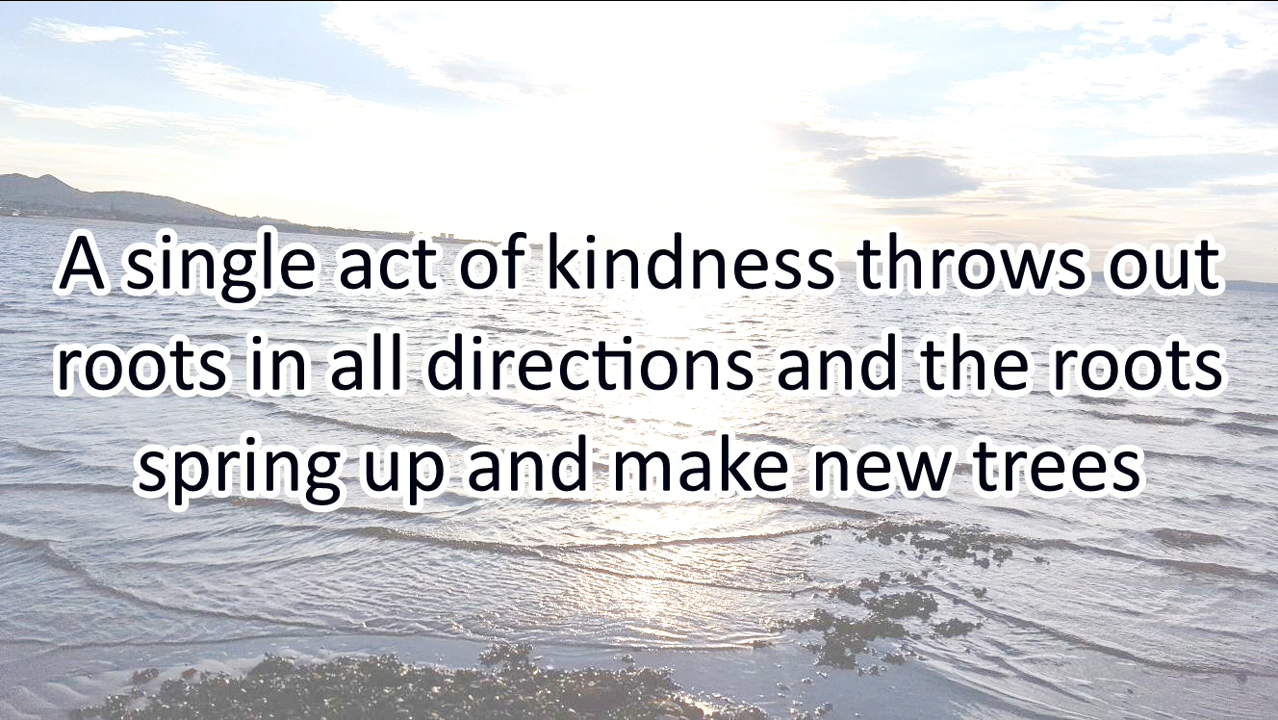 A single act of kindness throws out
roots in all directions and the roots
spring up and make new trees